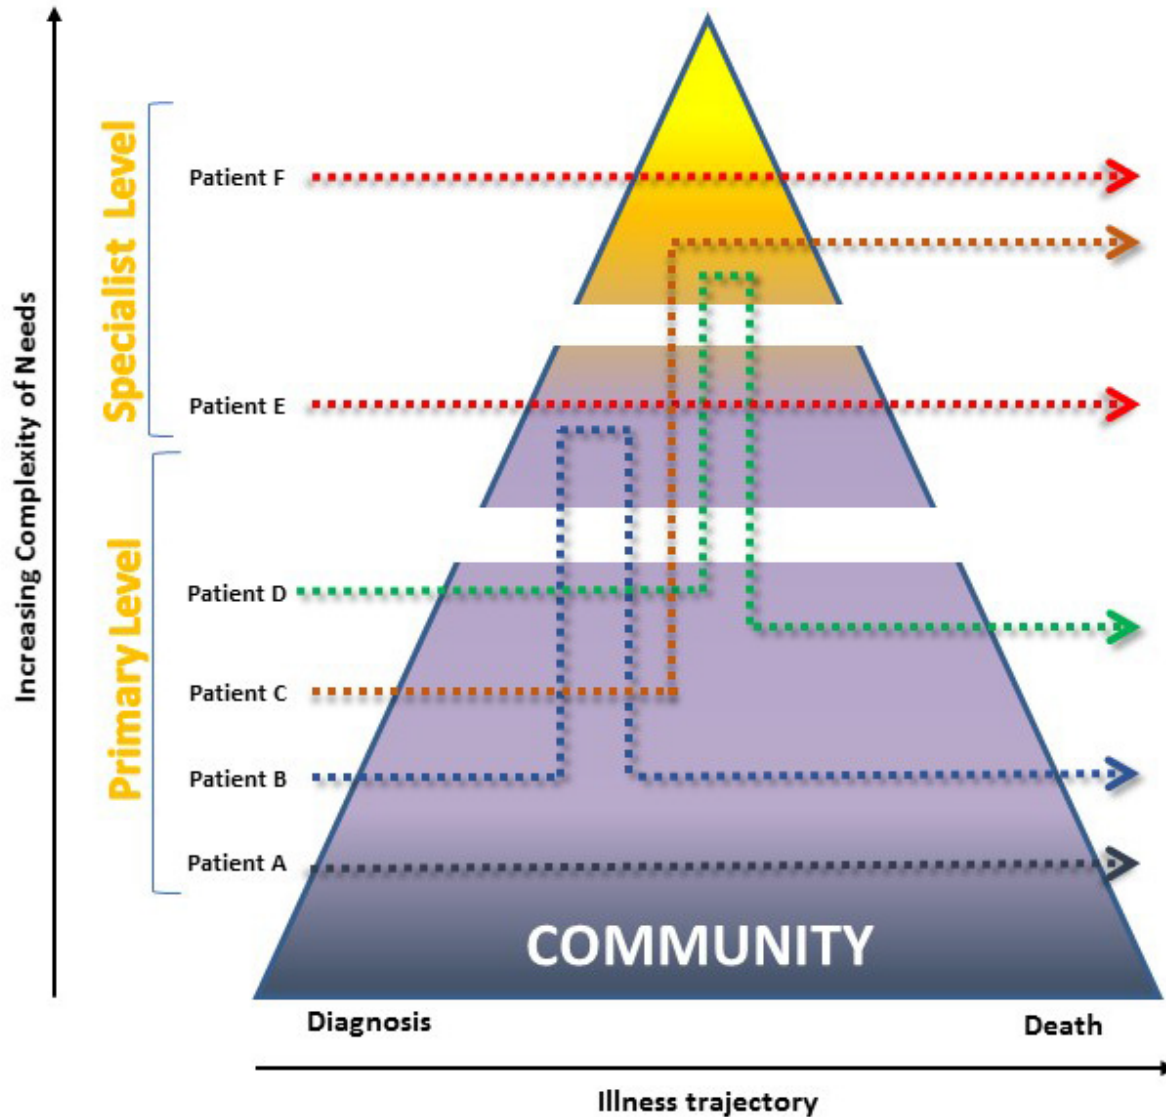 Increasing Complexity of Needs
Specialist Level
Primary Level
Patient F
Patient E
Patient D
Patient C
Patient B
Patient A
COMMUNITY
Diagnosis
Death
Illness trajectory